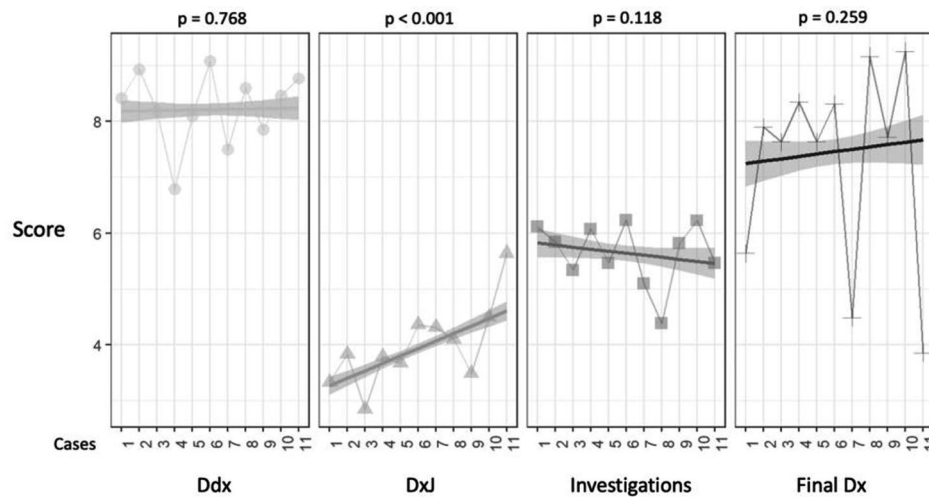 p = 0.768 p < 0.001 p = 0.118 p = 0.259
8
6
4
Score
Cases 1 2 3 4 5 6 7 8 9 10 11 1 2 3 4 5 6 7 8 9 10 11 1 2 3 4 5 6 7 8 9 10 11 1 2 3 4 5 6 7 8 9 10 11
Ddx DxJ Investigations Final Dx